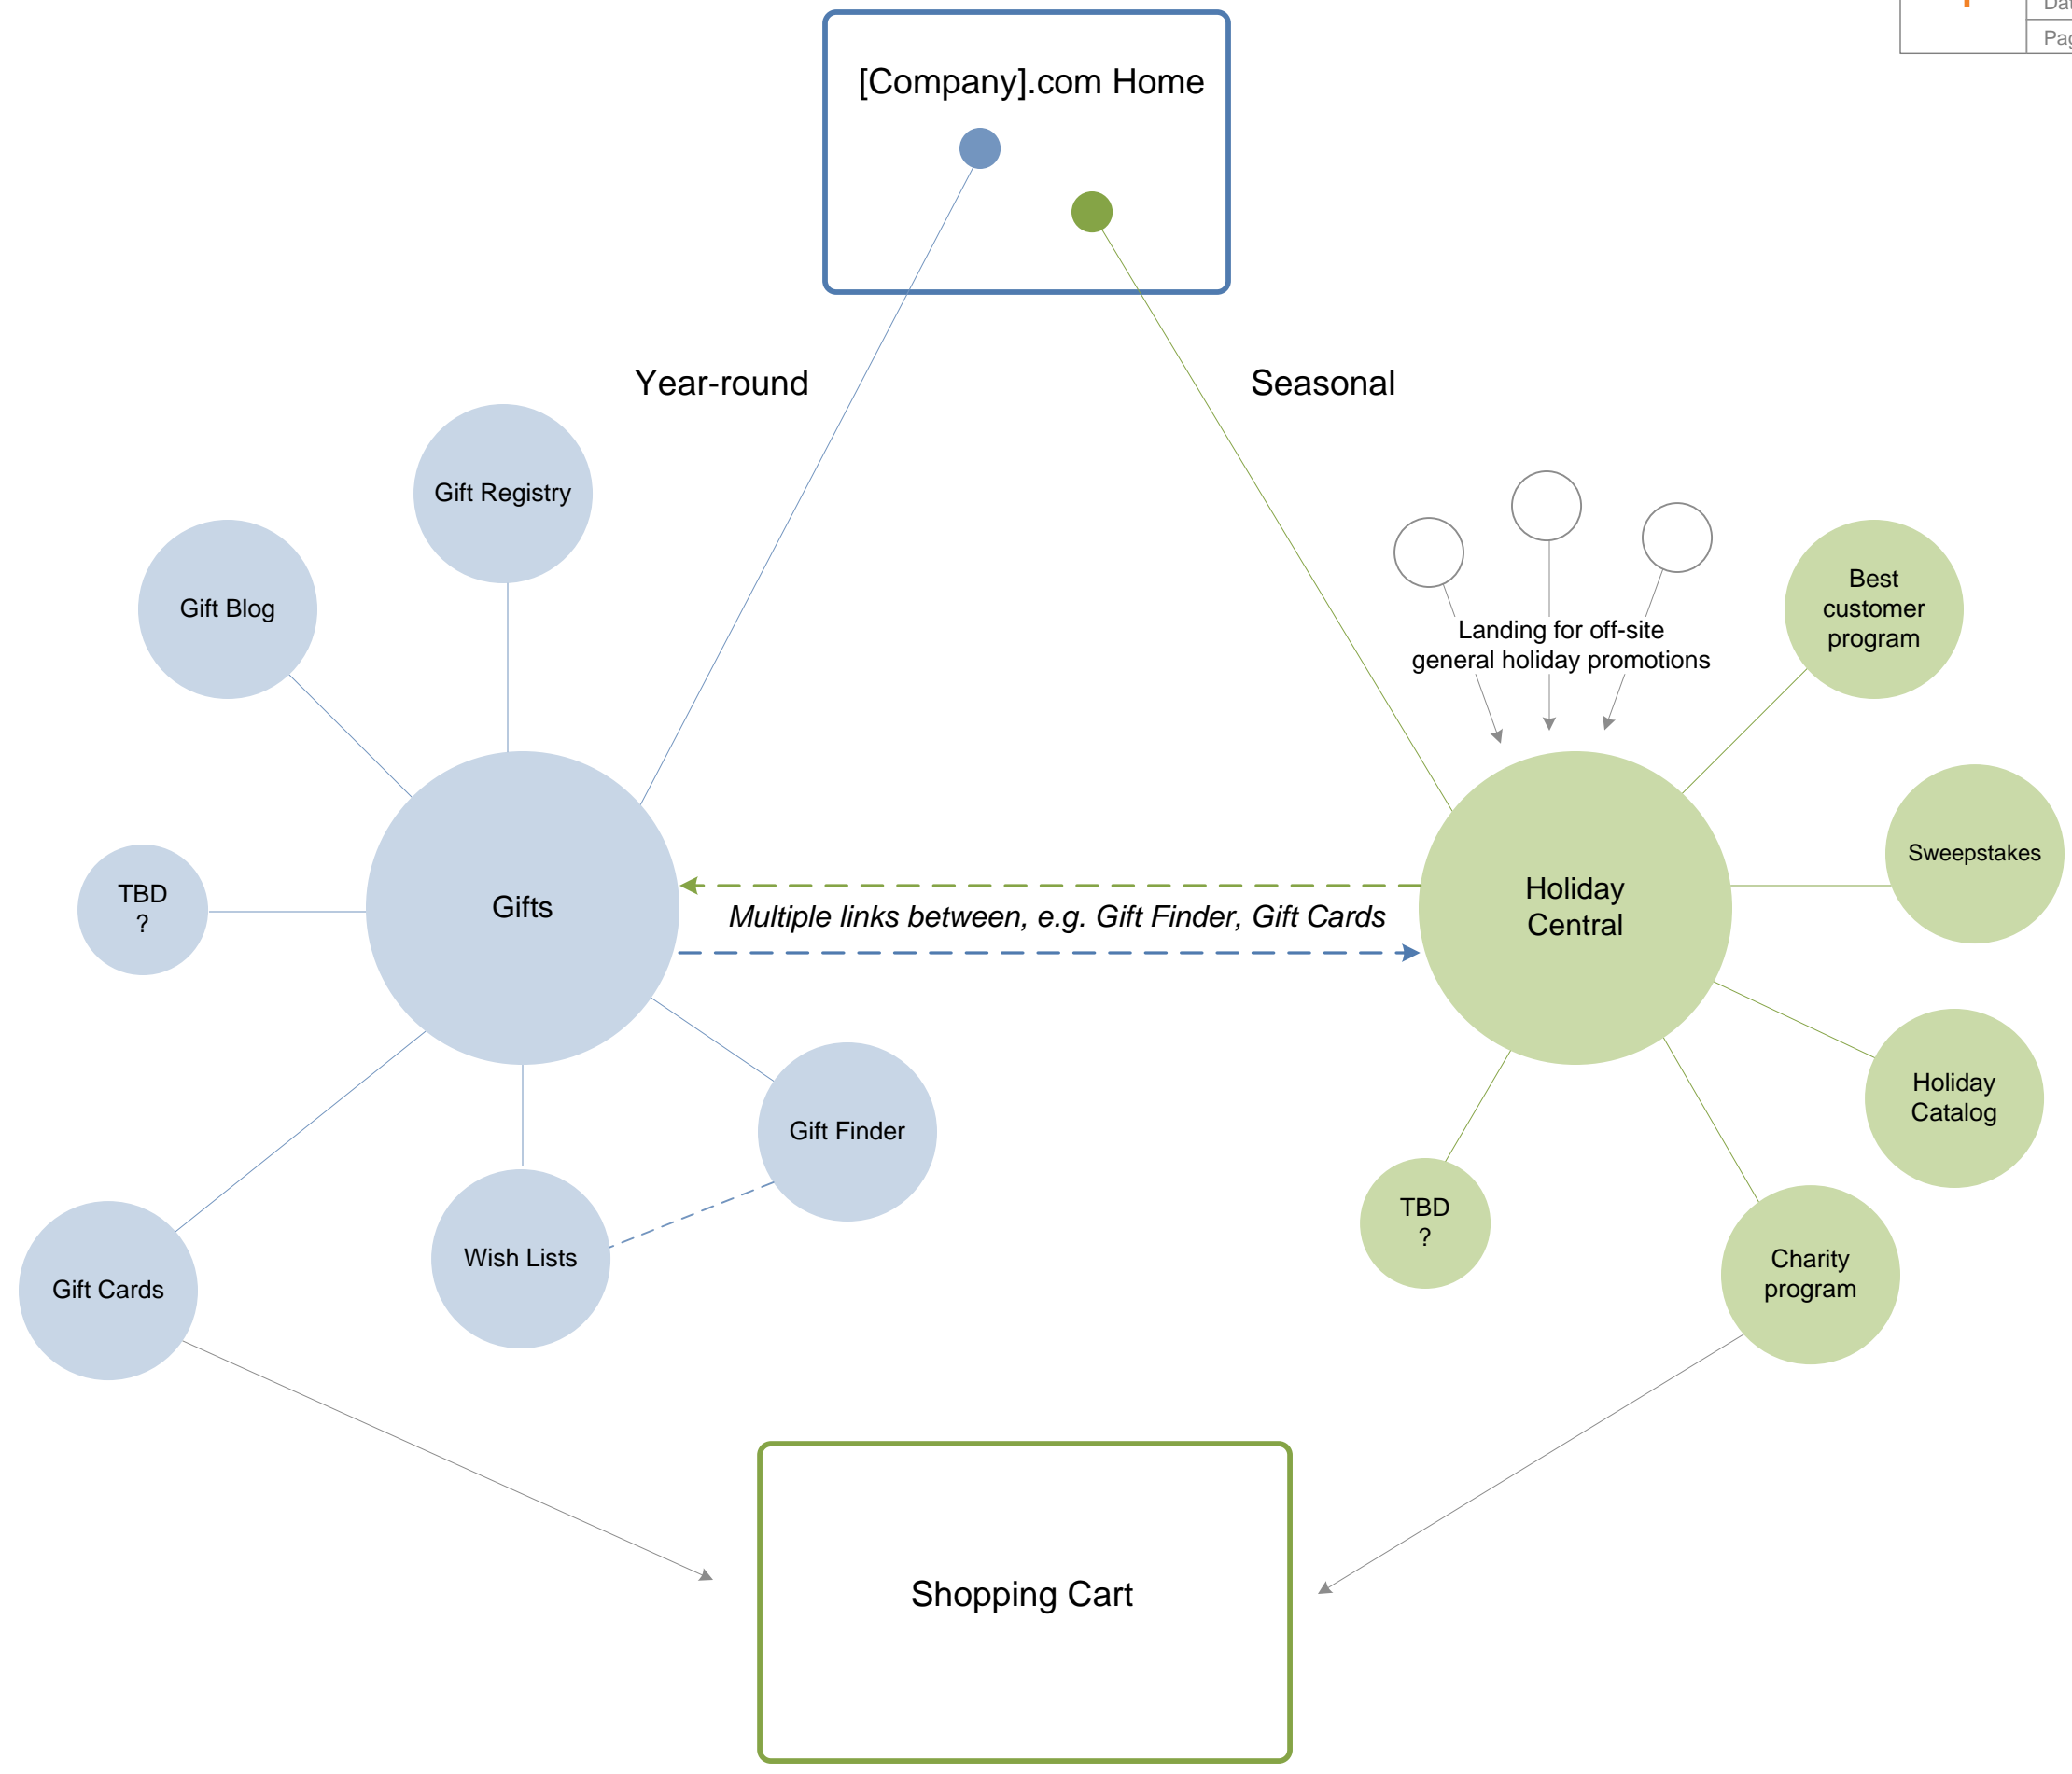 [Company].com Home
Year-round
Seasonal
Gift Registry
Gift Blog
Landing for off-site
general holiday promotions
Best
customer
program
TBD
?
Gifts
Multiple links between, e.g. Gift Finder, Gift Cards
Holiday
Central
Sweepstakes
Gift Finder
Holiday
Catalog
Wish Lists
Gift Cards
TBD
?
Charity
program
Shopping Cart